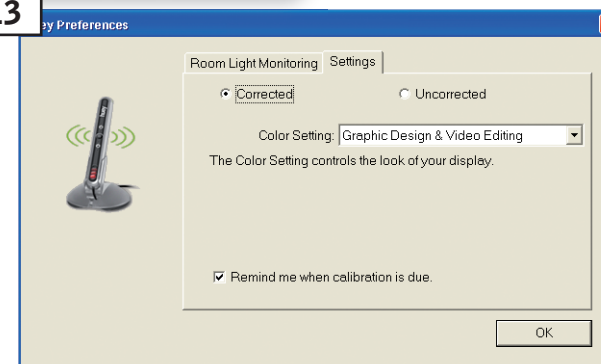 .3
ey Preferences
Room Light Monitoring Settings
Corrected Uncorrected
Color Setting: Graphic Design & Video Editing
The Color Setting controls the look of your display.
Remind me when calibration is due.
OK